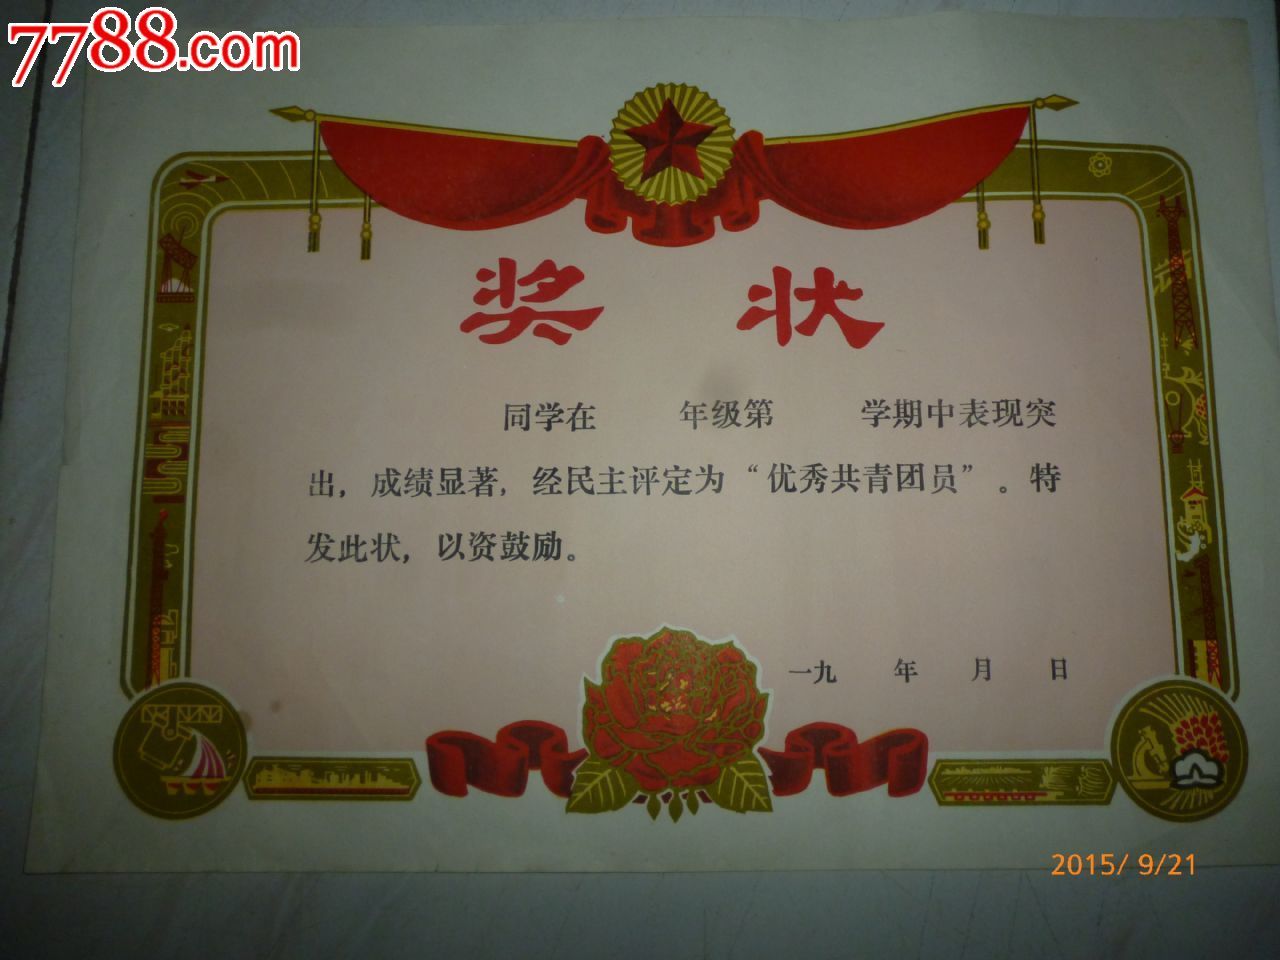 7788.com
奖状
同学在 年级第 学期中表现突
出，成绩显著，经民主评定为“优秀共青团员”。特
发此状，以资鼓励。
一九 年 月 日
2015/ 9/21